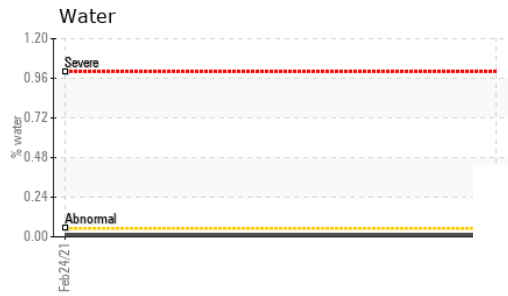 Water
1.20
Severe
0.96
0.72
% water
0.48
0.24
Abnormal
0.00
Feb24/21